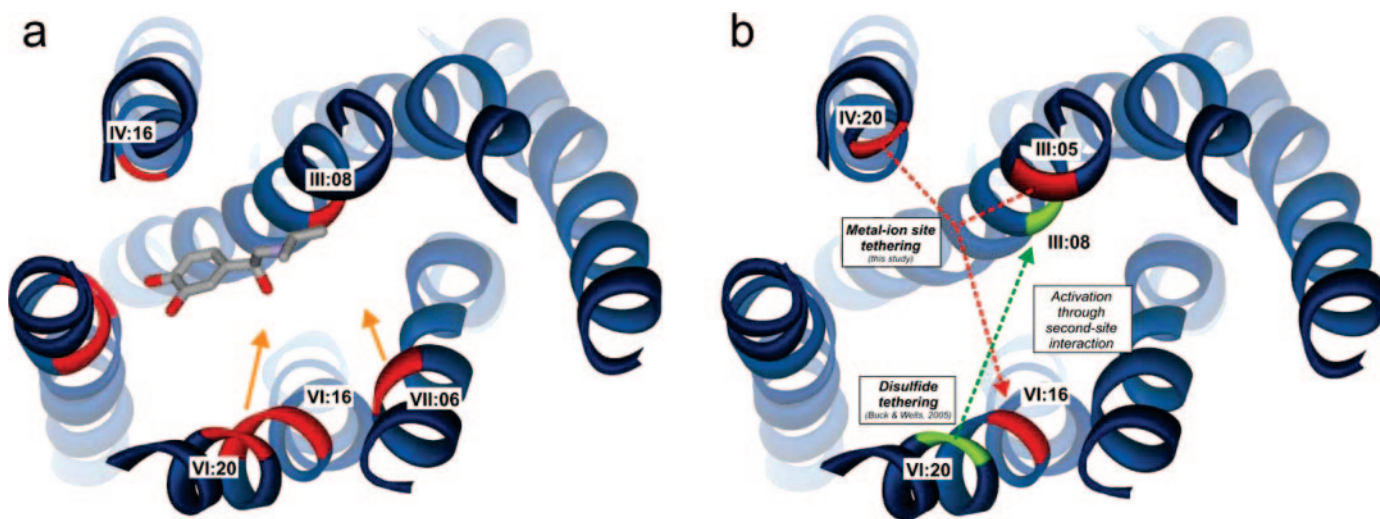 a
IV:16
III:08
VI:16
VII:06
VI:20
b
IV:20
III:05
Metal-ion site
tethering
(this study)
III:08
Activation
through
second-site
interaction
Disulfide
tethering
(Buck & Wells, 2005)
VI:16
VI:20